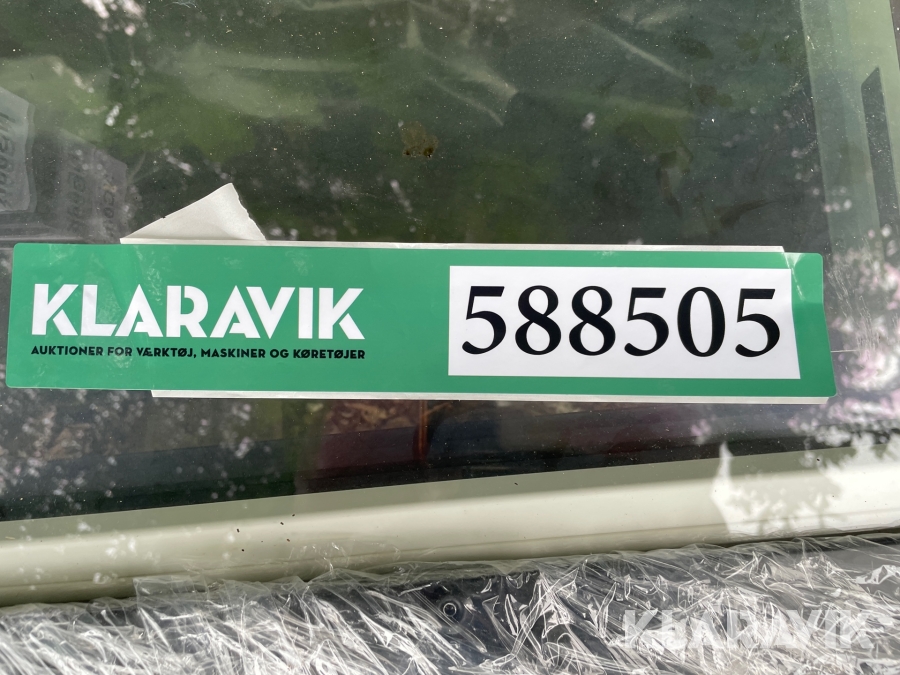 KLARAVIK
AUKTIONER FOR VÆRKTØJ, MASKINER OG KØRETØJER
588505
KLARAVIK